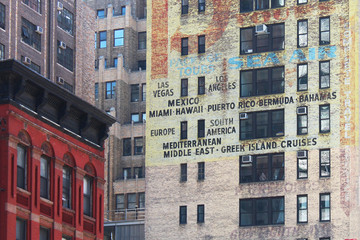 LAS VEGAS LOS ANGELES
MEXICO
MIAMI·HAWAII·PUERTO RICO·BERMUDA·BAHAMAS
EUROPE SOUTH AMERICA
MEDITERRANEAN
MIDDLE EAST · GREEK ISLAND CRUISES